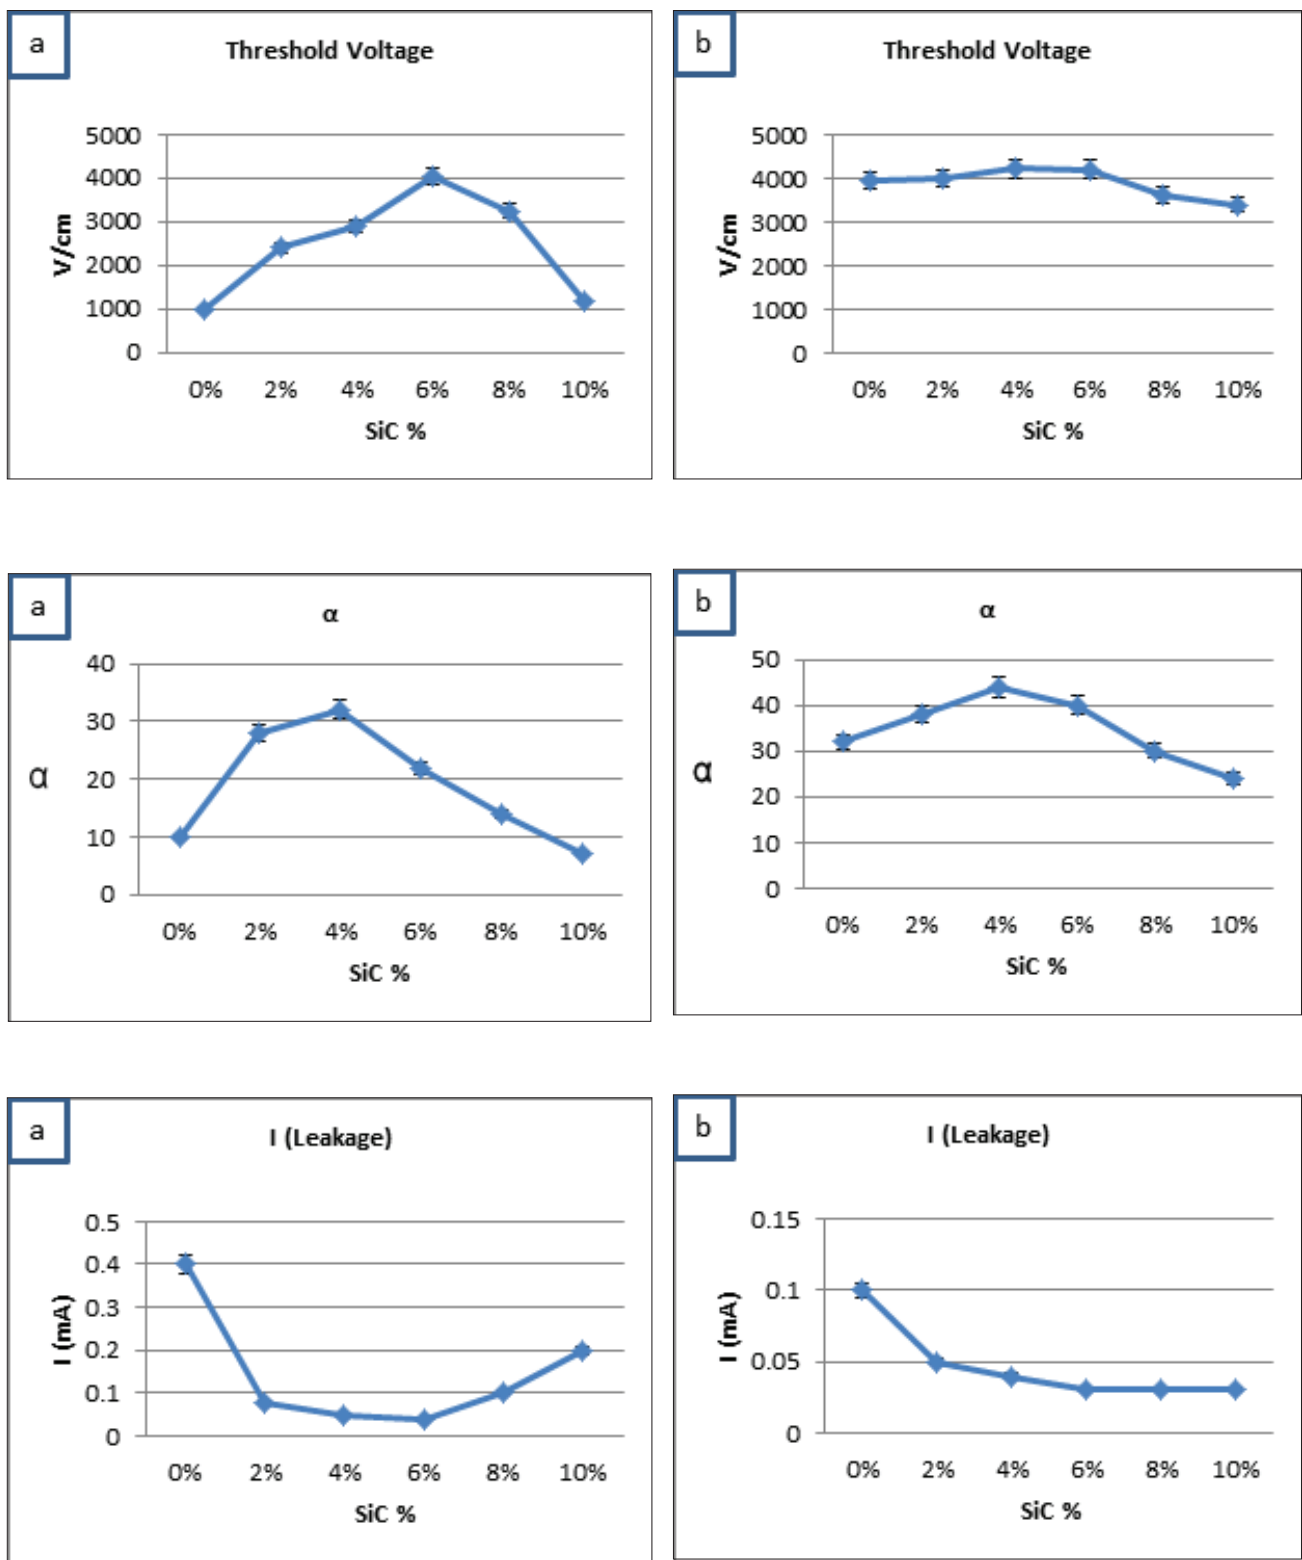 a
Threshold Voltage
5000
4000
3000
2000
1000
0
V/cm
0% 2% 4% 6% 8% 10%
SiC %
b
Threshold Voltage
5000
4000
3000
2000
1000
0
V/cm
0% 2% 4% 6% 8% 10%
SiC %
a
α
40
30
20
10
0
α
0% 2% 4% 6% 8% 10%
SiC %
b
α
50
40
30
20
10
0
α
0% 2% 4% 6% 8% 10%
SiC %
a
I (Leakage)
0.5
0.4
0.3
0.2
0.1
0
I (mA)
0% 2% 4% 6% 8% 10%
SiC %
b
I (Leakage)
0.15
0.1
0.05
0
I (mA)
0% 2% 4% 6% 8% 10%
SiC %